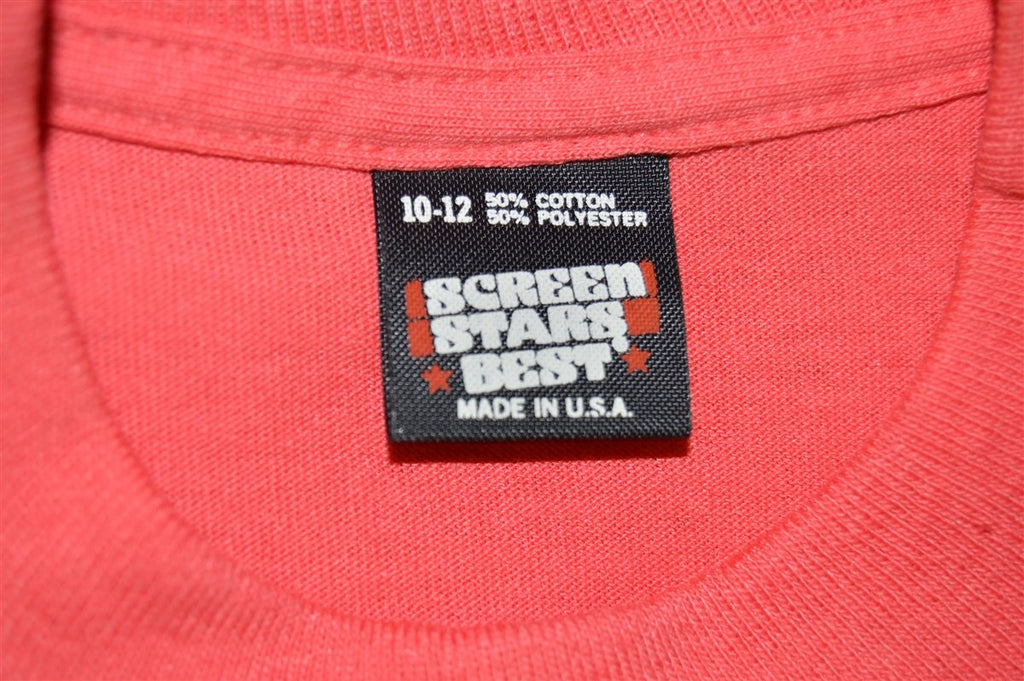 10-12 50% COTTON
50% POLYESTER
SCREEN
STARS
BEST
MADE IN U.S.A.